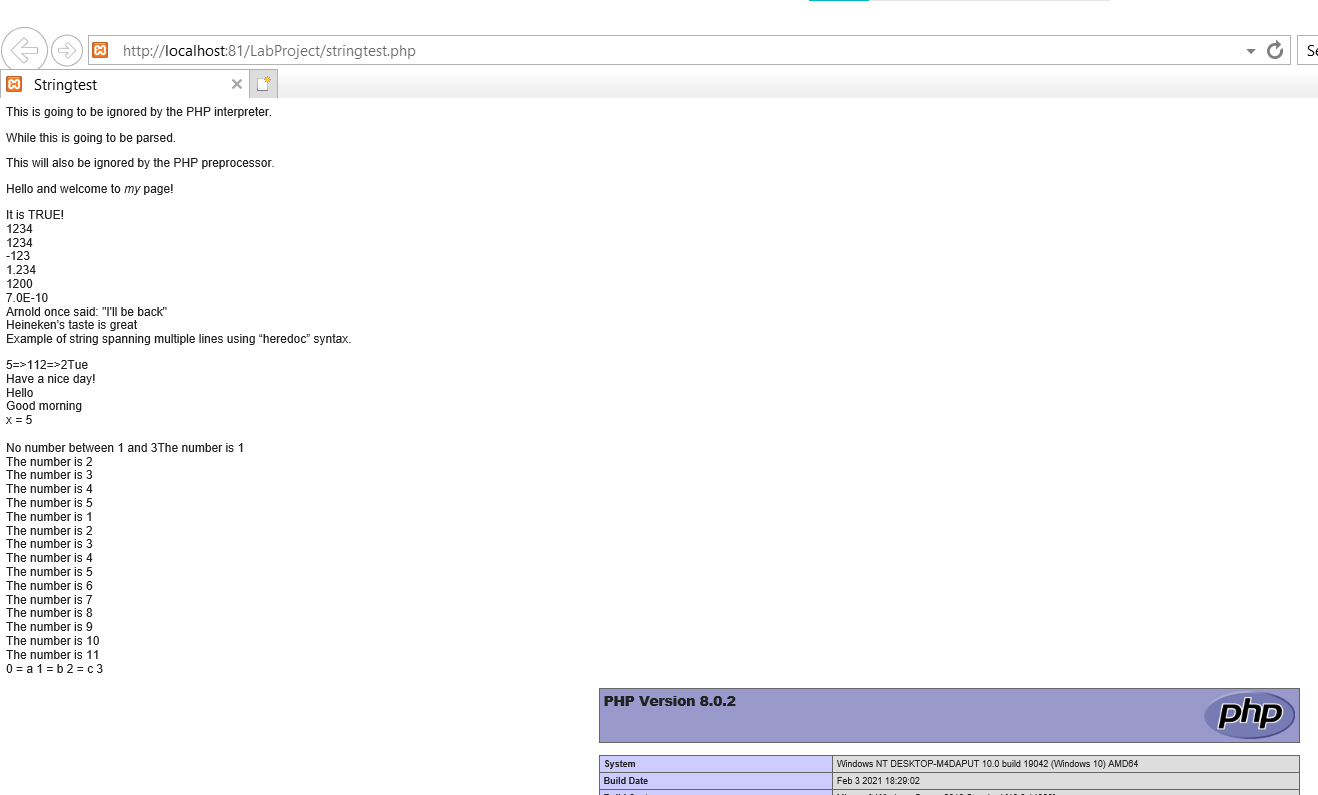 http://localhost:81/LabProject/stringtest.php
Se
Stringtest
This is going to be ignored by the PHP interpreter.
While this is going to be parsed.
This will also be ignored by the PHP preprocessor.
Hello and welcome to my page!
It is TRUE!
1234
1234
-123
1.234
1200
7.0E-10
Arnold once said: "I'll be back"
Heineken's taste is great
Example of string spanning multiple lines using “heredoc” syntax.
5=>112=>2Tue
Have a nice day!
Hello
Good morning
x = 5
No number between 1 and 3The number is 1
The number is 2
The number is 3
The number is 4
The number is 5
The number is 1
The number is 2
The number is 3
The number is 4
The number is 5
The number is 6
The number is 7
The number is 8
The number is 9
The number is 10
The number is 11
0 = a 1 = b 2 = c 3
PHP Version 8.0.2
php
System Windows NT DESKTOP-M4DAPUT 10.0 build 19042 (Windows 10) AMD64
Build Date Feb 3 2021 18:29:02